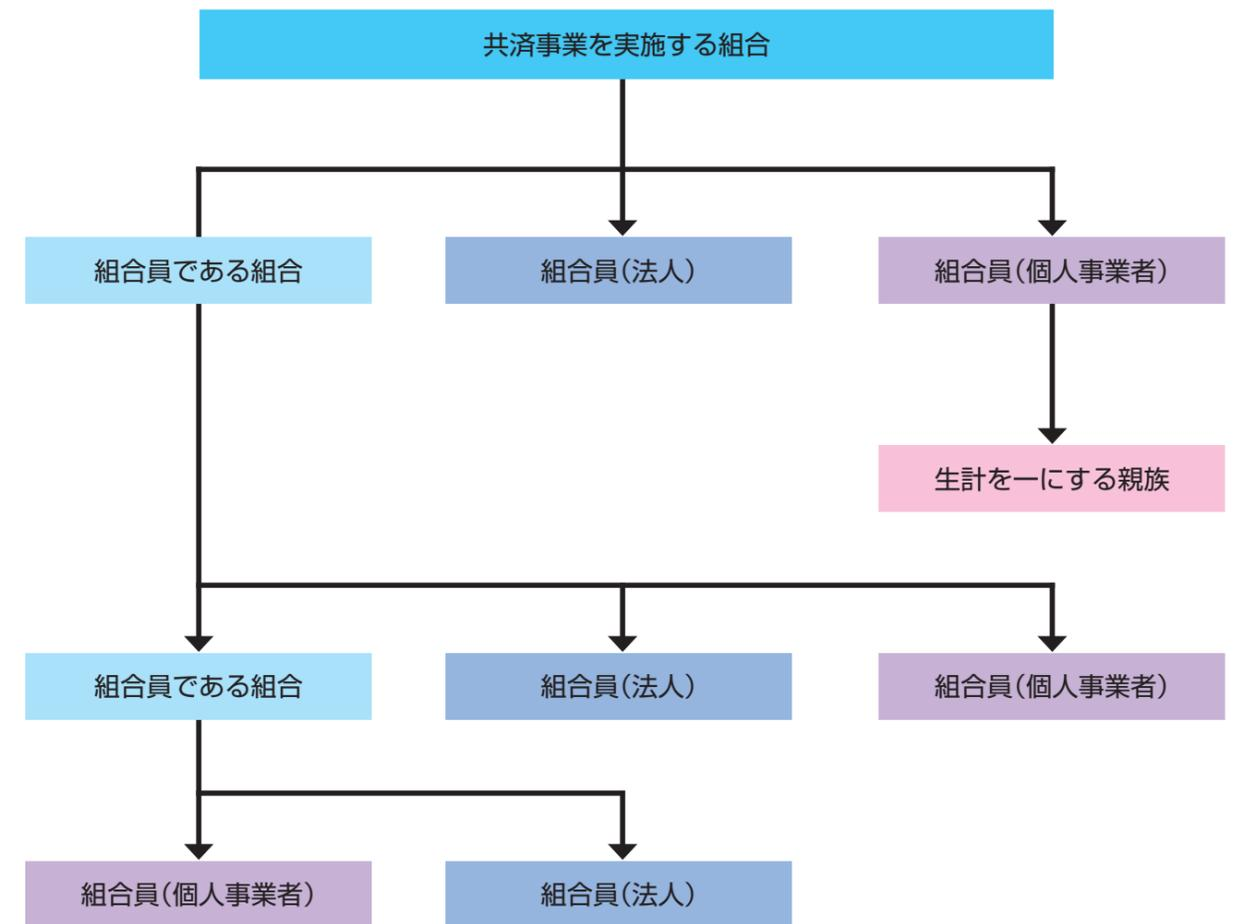 共済事業を実施する組合
組合員である組合
組合員(法人)
組合員(個人事業者)
生計を一にする親族
組合員である組合
組合員(法人)
組合員(個人事業者)
組合員(個人事業者)
組合員(法人)